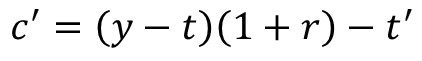 c′ = (y − t)(1 + r) − t′